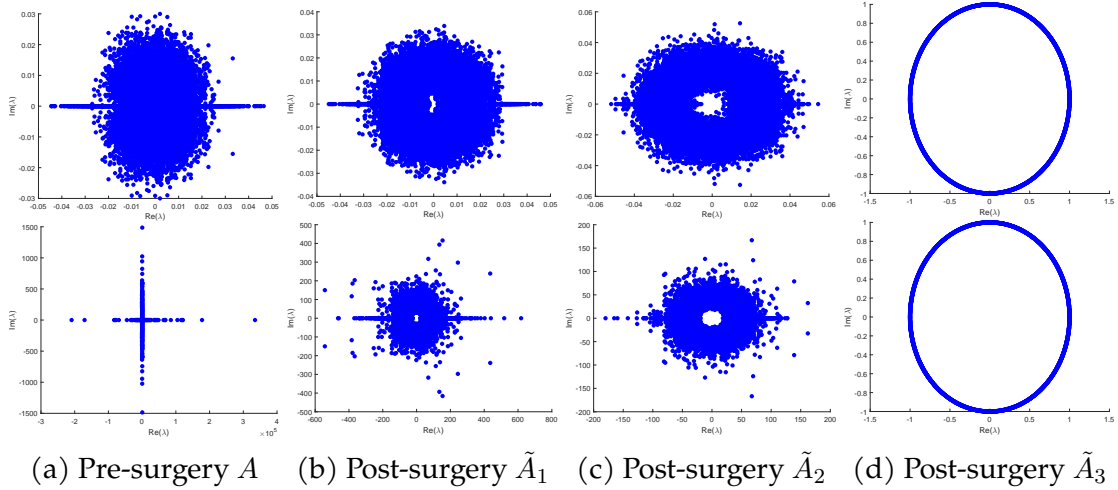 0.03
0.02
0.01
0
-0.01
-0.02
-0.03
Im(λ)
-0.05 -0.04 -0.03 -0.02 -0.01 0 0.01 0.02 0.03 0.04 0.05
Re(λ)
0.04
0.03
0.02
0.01
0
-0.01
-0.02
-0.03
-0.04
Im(λ)
-0.05 -0.04 -0.03 -0.02 -0.01 0 0.01 0.02 0.03 0.04 0.05
Re(λ)
0.06
0.04
0.02
0
-0.02
-0.04
-0.06
Im(λ)
-0.06 -0.04 -0.02 0 0.02 0.04 0.06
Re(λ)
1
0.8
0.6
0.4
0.2
0
-0.2
-0.4
-0.6
-0.8
-1
Im(λ)
-1.5 -1 -0.5 0 0.5 1 1.5
Re(λ)
1500
1000
500
0
-500
-1000
-1500
Im(λ)
-3 -2 -1 0 1 2 3 4
Re(λ)
×10⁵
500
400
300
200
100
0
-100
-200
-300
-400
-500
Im(λ)
-600 -400 -200 0 200 400 600 800
Re(λ)
200
150
100
50
0
-50
-100
-150
-200
Im(λ)
-200 -150 -100 -50 0 50 100 150 200
Re(λ)
1
0.8
0.6
0.4
0.2
0
-0.2
-0.4
-0.6
-0.8
-1
Im(λ)
-1.5 -1 -0.5 0 0.5 1 1.5
Re(λ)
(a) Pre-surgery A
(b) Post-surgery Ã₁
(c) Post-surgery Ã₂
(d) Post-surgery Ã₃